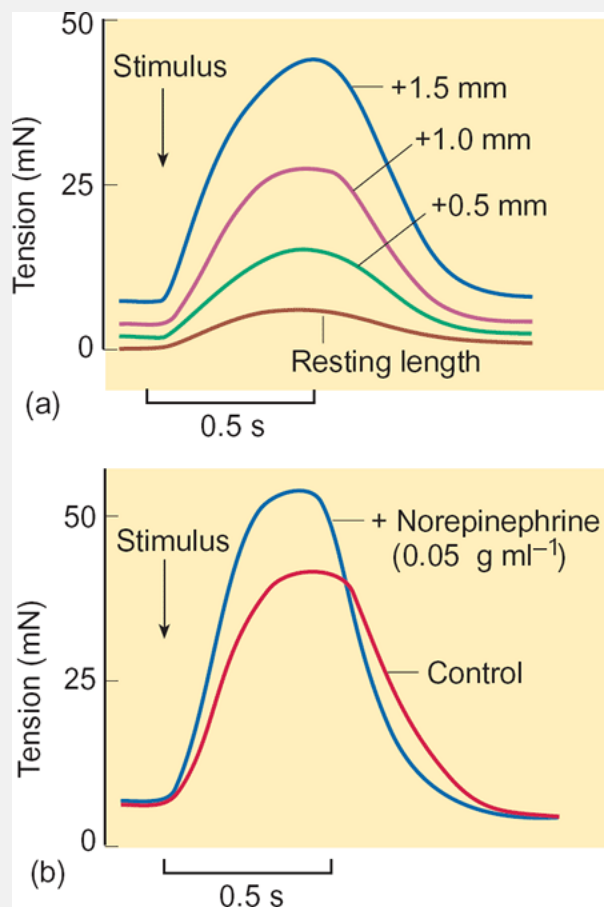 50
Stimulus
+1.5 mm
+1.0 mm
25
+0.5 mm
Tension (mN)
0
Resting length
(a)
0.5 s
50
+ Norepinephrine
(0.05 g ml–1)
Stimulus
25
Control
Tension (mN)
0
(b)
0.5 s